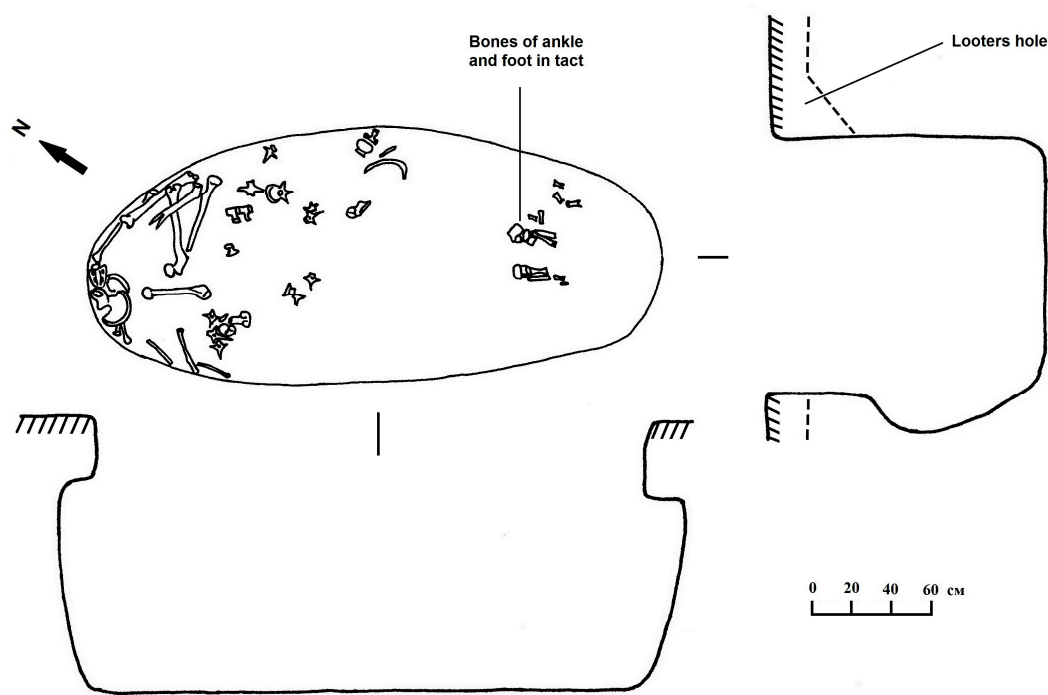 Bones of ankle
and foot in tact
Looters hole
N
0 20 40 60 см